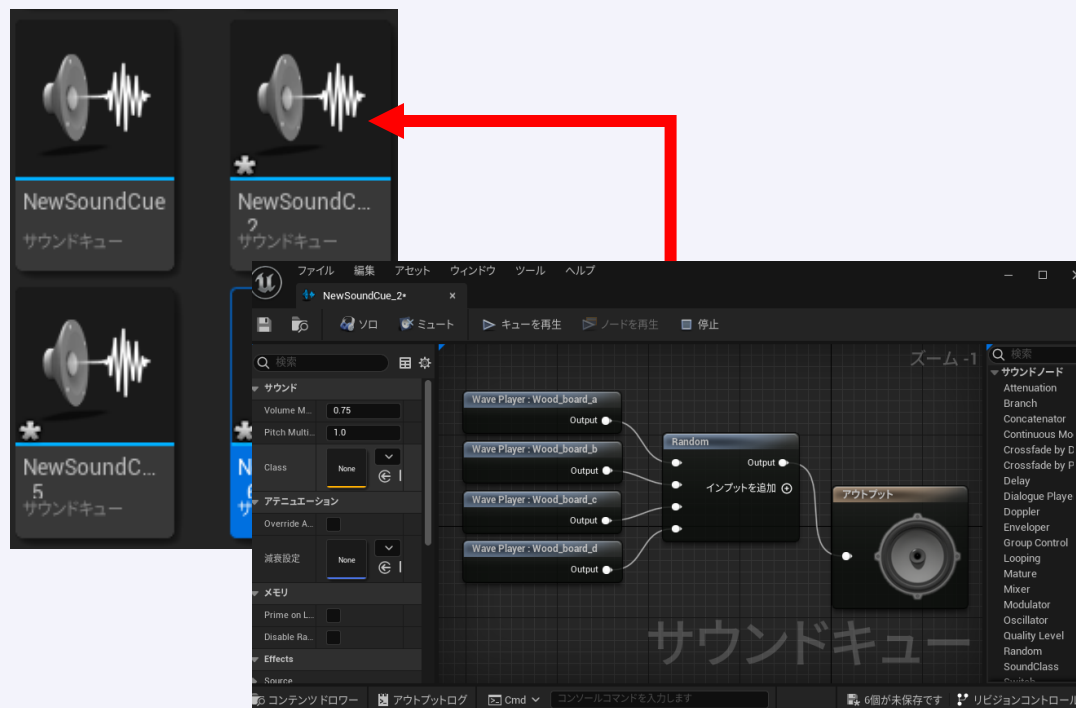 NewSoundCue
サウンドキュー
NewSoundC...
2
サウンドキュー
NewSoundC...
5
サウンドキュー
N
6
サ
ファイル 編集 アセット ウィンドウ ツール ヘルプ
NewSoundCue_2•
ソロ ミュート キューを再生 ノードを再生 停止
検索
サウンド
Volume M... 0.75
Pitch Multi... 1.0
Class None
アテニュエーション
Override A...
減衰設定 None
メモリ
Prime on L...
Disable Ra...
Effects
Source
ズーム -1
Wave Player : Wood_board_a
Output
Wave Player : Wood_board_b
Output
Wave Player : Wood_board_c
Output
Wave Player : Wood_board_d
Output
Random
Output
インプットを追加
アウトプット
サウンドキュー
検索
サウンドノード
Attenuation
Branch
Concatenator
Continuous Mo
Crossfade by D
Crossfade by P
Delay
Dialogue Playe
Doppler
Enveloper
Group Control
Looping
Mature
Mixer
Modulator
Oscillator
Quality Level
Random
SoundClass
Switch
コンテンツドロワー アウトプットログ Cmd コンソールコマンドを入力します 6個が未保存です リビジョンコントロール